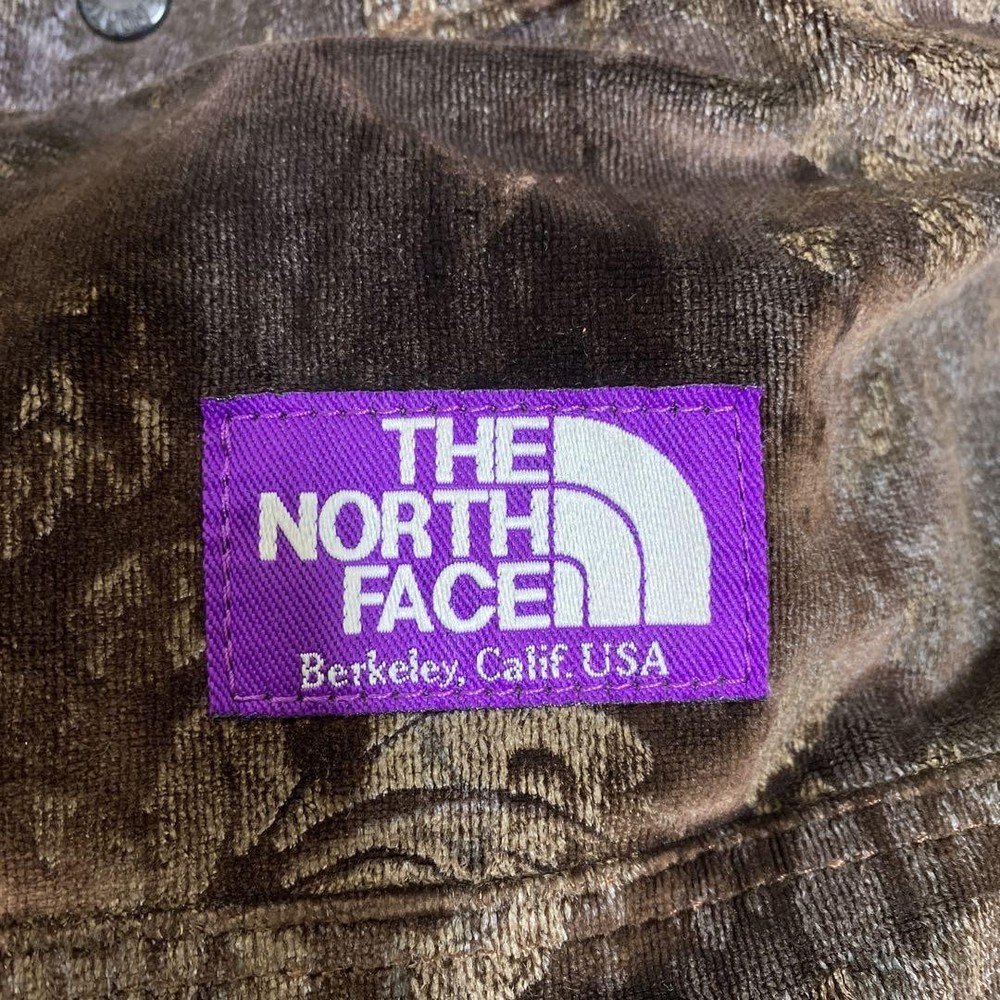 THE
NORTH
FACE
Berkeley, Calif. USA